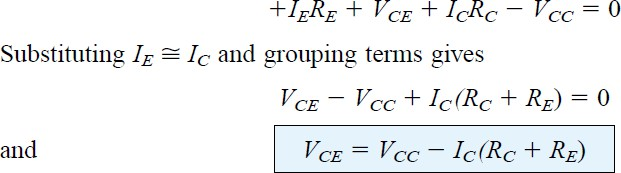 +I_E R_E + V_CE + I_C R_C − V_CC = 0
Substituting I_E ≅ I_C and grouping terms gives
V_CE − V_CC + I_C(R_C + R_E) = 0
and V_CE = V_CC − I_C(R_C + R_E)